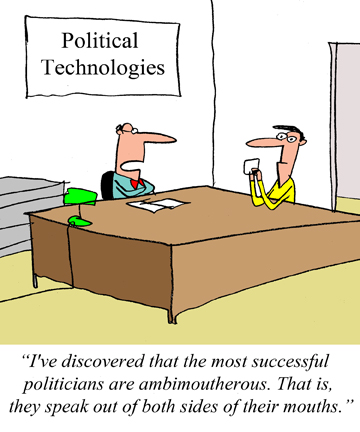 Political
Technologies
“I've discovered that the most successful
politicians are ambimoutherous. That is,
they speak out of both sides of their mouths.”